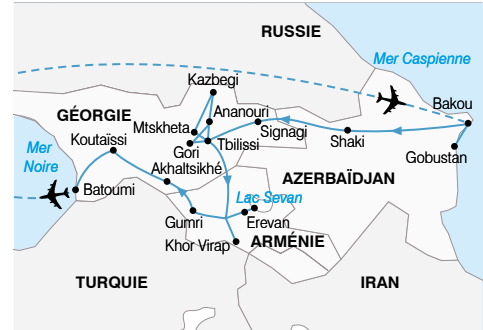 RUSSIE
Mer Caspienne
Kazbegi
Bakou
Ananouri
GÉORGIE
Mtskheta
Signagi
Koutaïssi
Tbilissi
Shaki
Mer
Noire
Gori
Gobustan
Akhaltsikhé
AZERBAÏDJAN
Batoumi
Lac Sevan
Gumri
Erevan
Khor Virap
ARMÉNIE
TURQUIE
IRAN